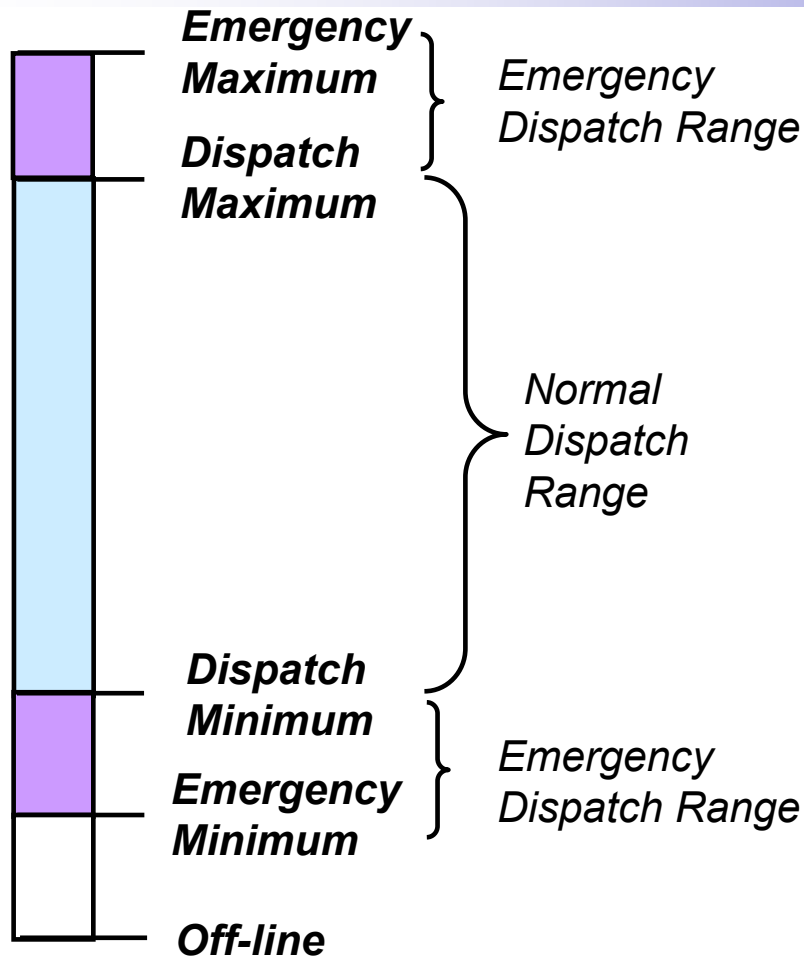 Emergency
Maximum
Emergency
Dispatch Range
Dispatch
Maximum
Normal
Dispatch
Range
Dispatch
Minimum
Emergency
Dispatch Range
Emergency
Minimum
Off-line